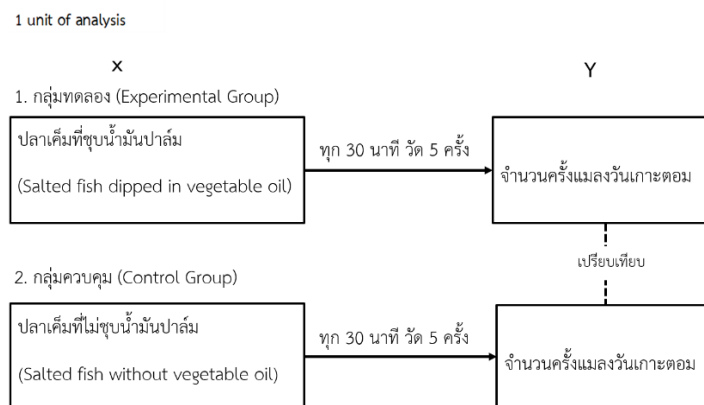 1 unit of analysis
X
Y
1. กลุ่มทดลอง (Experimental Group)
ปลาเค็มที่ชุบน้ำมันปาล์ม
(Salted fish dipped in vegetable oil)
ทุก 30 นาที วัด 5 ครั้ง
จำนวนครั้งแมลงวันเกาะตอม
เปรียบเทียบ
2. กลุ่มควบคุม (Control Group)
ปลาเค็มที่ไม่ชุบน้ำมันปาล์ม
(Salted fish without vegetable oil)
ทุก 30 นาที วัด 5 ครั้ง
จำนวนครั้งแมลงวันเกาะตอม